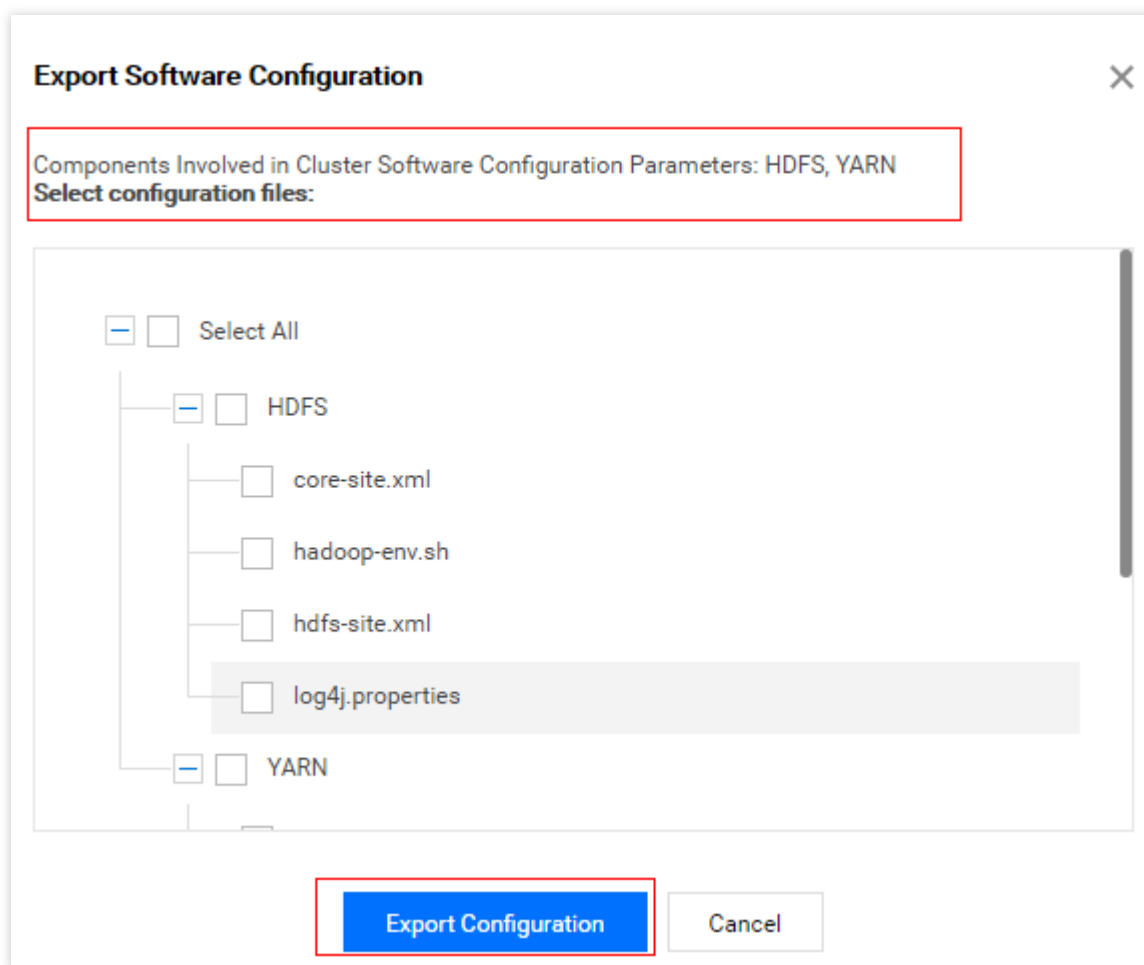 Export Software Configuration
Components Involved in Cluster Software Configuration Parameters: HDFS, YARN
Select configuration files:
Select All
HDFS
core-site.xml
hadoop-env.sh
hdfs-site.xml
log4j.properties
YARN
Export Configuration
Cancel